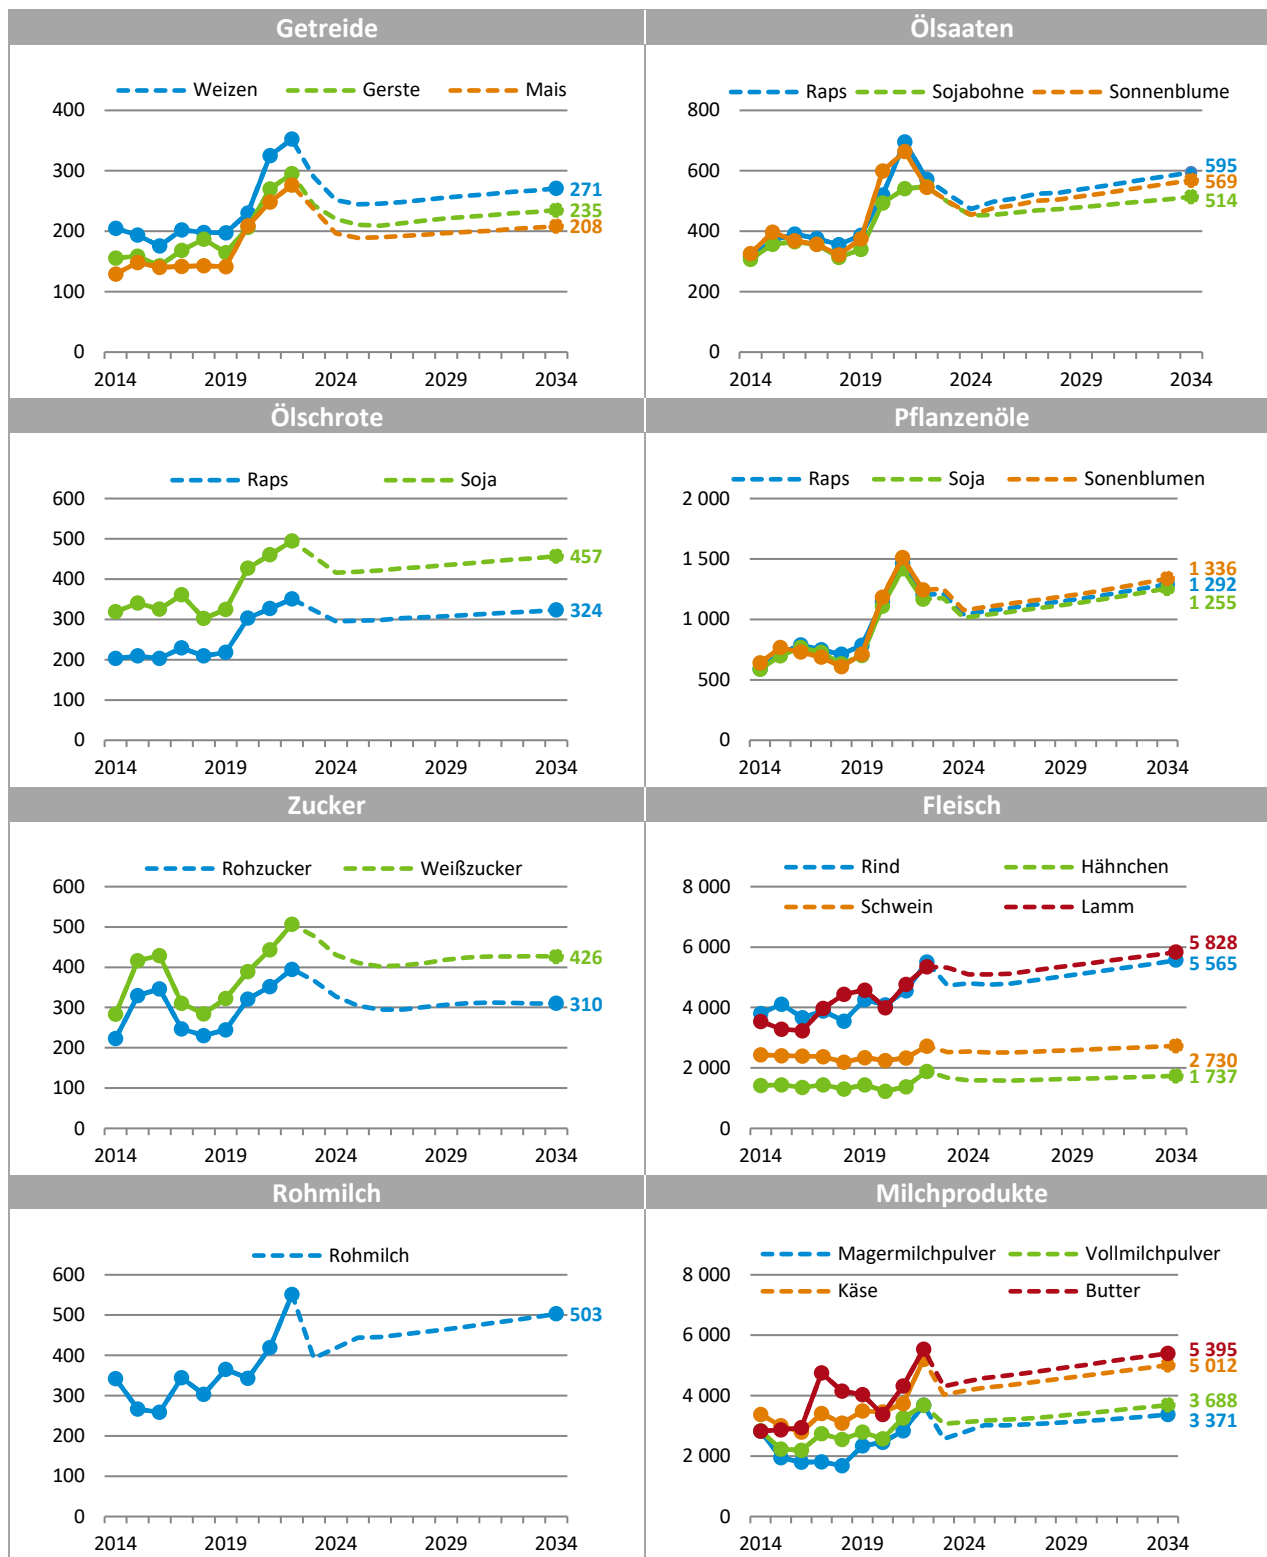 Getreide
Weizen Gerste Mais
400
300
200
100
0
271
235
208
2014 2019 2024 2029 2034
Ölsaaten
Raps Sojabohne Sonnenblume
800
600
400
200
0
595
569
514
2014 2019 2024 2029 2034
Ölschrote
Raps Soja
600
500
400
300
200
100
0
457
324
2014 2019 2024 2029 2034
Pflanzenöle
Raps Soja Sonenblumen
2 000
1 500
1 000
500
0
1 336
1 292
1 255
2014 2019 2024 2029 2034
Zucker
Rohzucker Weißzucker
600
500
400
300
200
100
0
426
310
2014 2019 2024 2029 2034
Fleisch
Rind Hähnchen
Schwein Lamm
8 000
6 000
4 000
2 000
0
5 828
5 565
2 730
1 737
2014 2019 2024 2029 2034
Rohmilch
Rohmilch
600
500
400
300
200
100
0
503
2014 2019 2024 2029 2034
Milchprodukte
Magermilchpulver Vollmilchpulver
Käse Butter
8 000
6 000
4 000
2 000
0
5 395
5 012
3 688
3 371
2014 2019 2024 2029 2034